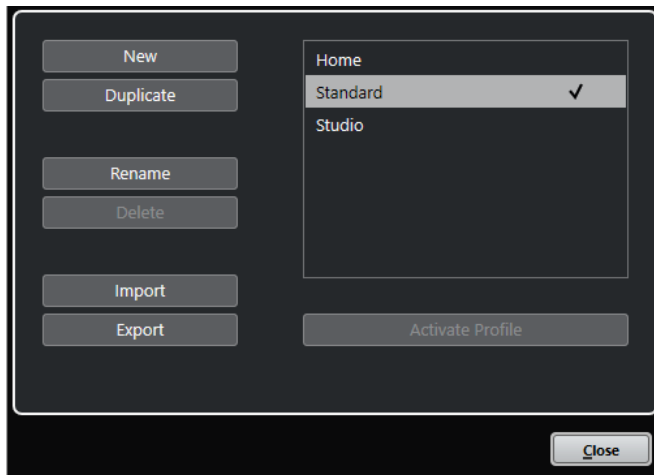 New
Duplicate
Rename
Delete
Import
Export
Home
Standard
Studio
Activate Profile
Close